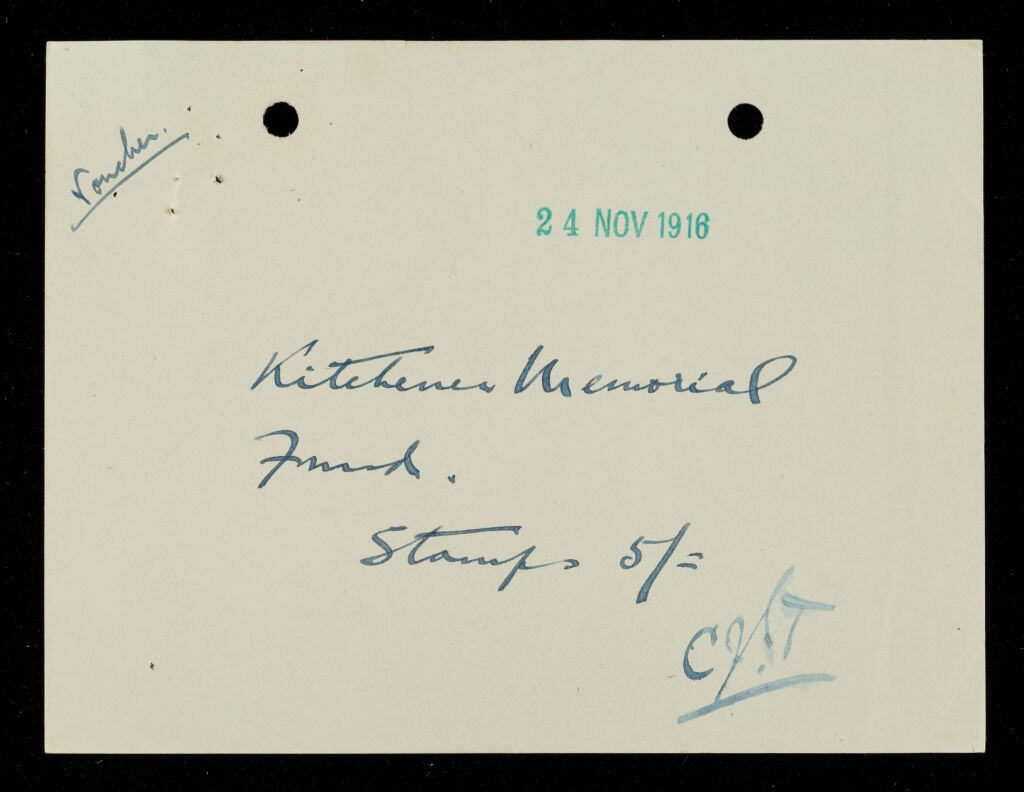 Voucher.
24 NOV 1916
Kitchener Memorial
Fund.
Stamps 5/=